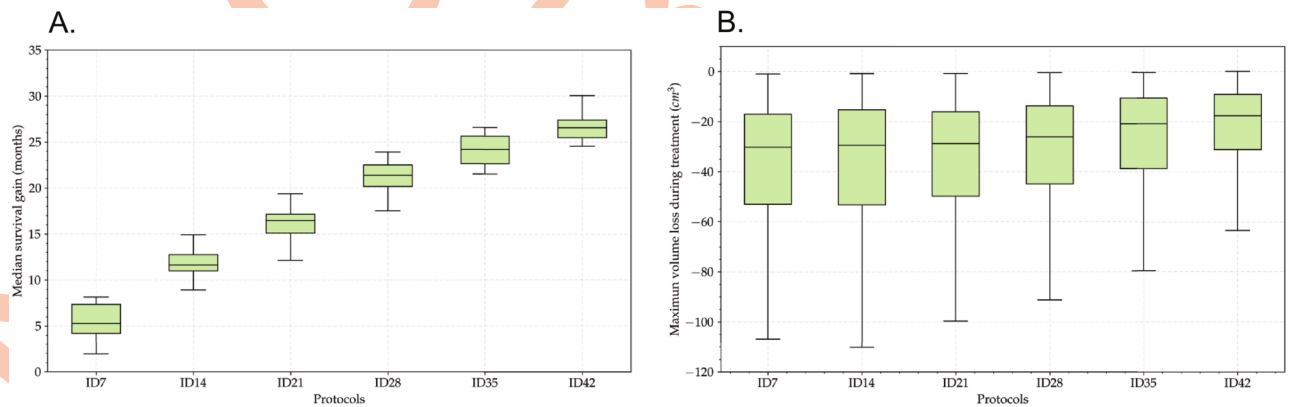 A.
B.
Median survival gain (months)
35
30
25
20
15
10
5
0
ID7 ID14 ID21 ID28 ID35 ID42
Protocols
Maximun volume loss during treatment (cm³)
0
−20
−40
−60
−80
−100
−120
ID7 ID14 ID21 ID28 ID35 ID42
Protocols